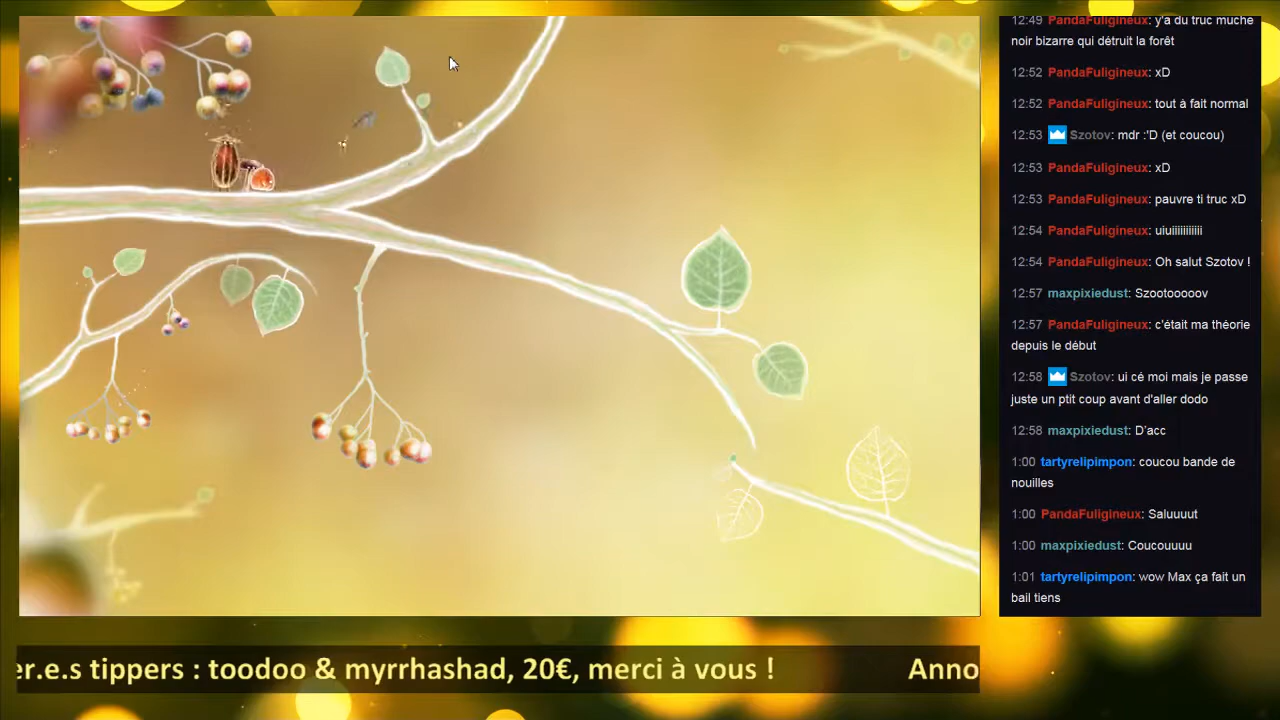 12:49 PandaFuligineux: y'a du truc muche
noir bizarre qui détruit la forêt
12:52 PandaFuligineux: xD
12:52 PandaFuligineux: tout à fait normal
12:53 Szotov: mdr :'D (et coucou)
12:53 PandaFuligineux: xD
12:53 PandaFuligineux: pauvre ti truc xD
12:54 PandaFuligineux: uiuiiiiiiiiiii
12:54 PandaFuligineux: Oh salut Szotov !
12:57 maxpixiedust: Szootooooov
12:57 PandaFuligineux: c'était ma théorie
depuis le début
12:58 Szotov: ui cé moi mais je passe
juste un ptit coup avant d'aller dodo
12:58 maxpixiedust: D'acc
1:00 tartyrelipimpon: coucou bande de
nouilles
1:00 PandaFuligineux: Saluuuut
1:00 maxpixiedust: Coucouuuu
1:01 tartyrelipimpon: wow Max ça fait un
bail tiens
er.e.s tippers : toodoo & myrrhashad, 20€, merci à vous ! Anno